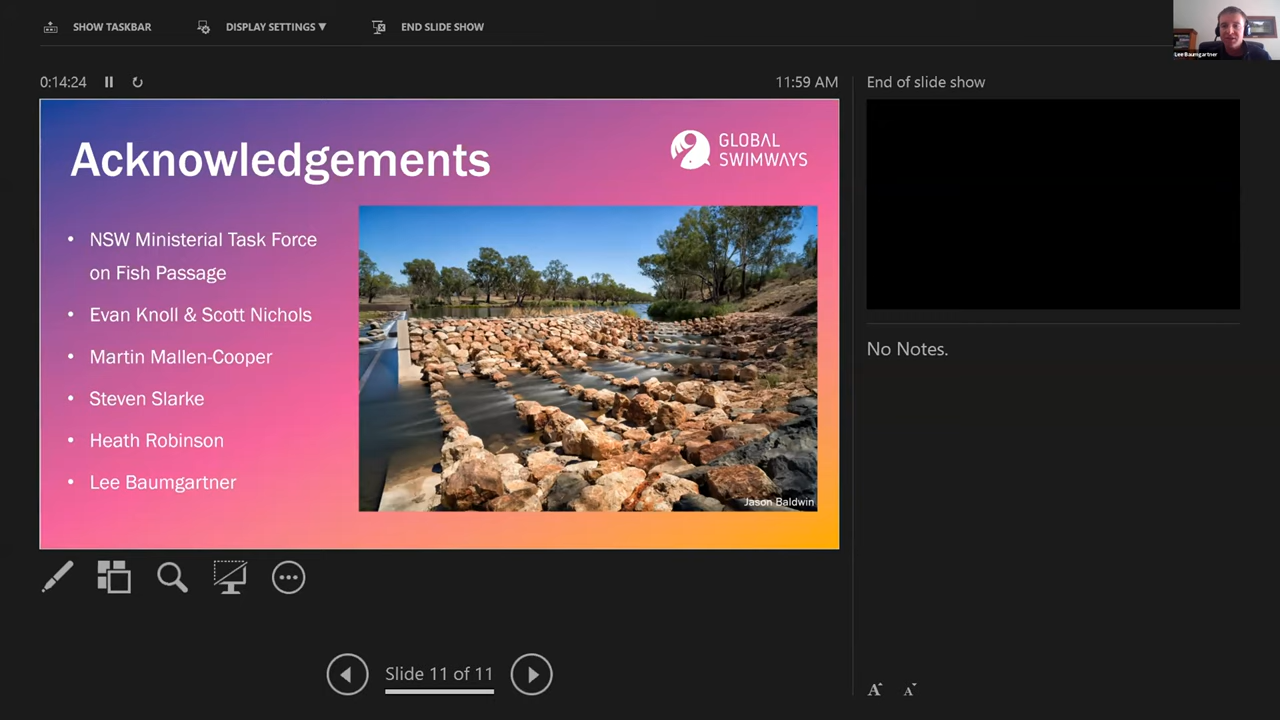 SHOW TASKBAR
DISPLAY SETTINGS ▼
END SLIDE SHOW
Lee Baumgartner
0:14:24
11:59 AM
End of slide show
Acknowledgements
GLOBAL
SWIMWAYS
• NSW Ministerial Task Force
on Fish Passage
• Evan Knoll & Scott Nichols
• Martin Mallen-Cooper
• Steven Slarke
• Heath Robinson
• Lee Baumgartner
Jason Baldwin
No Notes.
Slide 11 of 11
A A